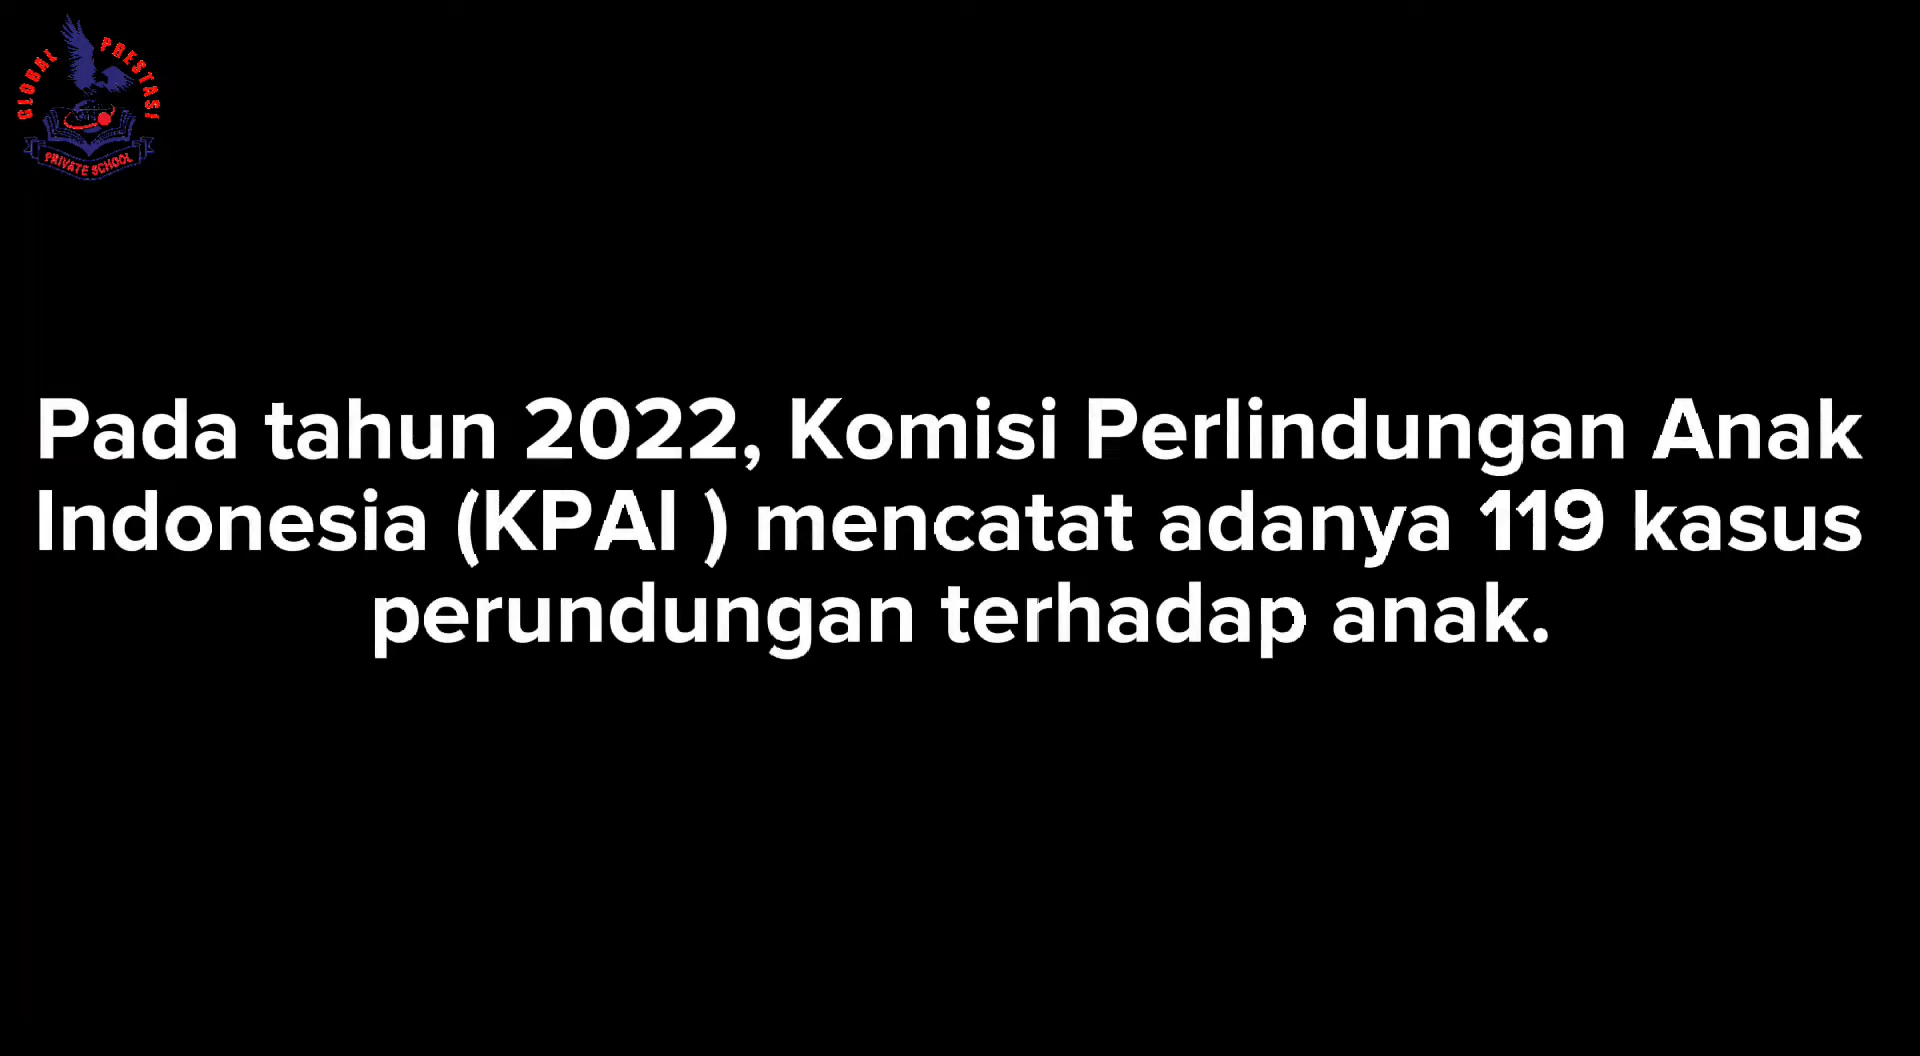 GLOBAL PRESTASI
PRIVATE SCHOOL
Pada tahun 2022, Komisi Perlindungan Anak
Indonesia (KPAI ) mencatat adanya 119 kasus
perundungan terhadap anak.